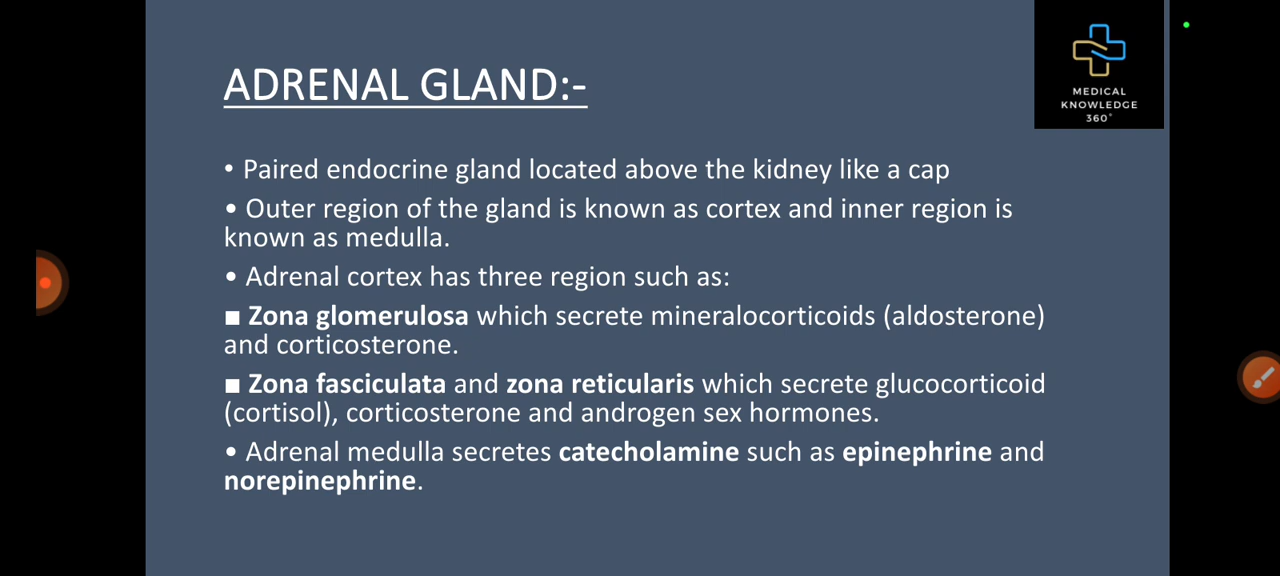 MEDICAL
KNOWLEDGE
360°
ADRENAL GLAND:-
• Paired endocrine gland located above the kidney like a cap
• Outer region of the gland is known as cortex and inner region is
known as medulla.
• Adrenal cortex has three region such as:
■ Zona glomerulosa which secrete mineralocorticoids (aldosterone)
and corticosterone.
■ Zona fasciculata and zona reticularis which secrete glucocorticoid
(cortisol), corticosterone and androgen sex hormones.
• Adrenal medulla secretes catecholamine such as epinephrine and
norepinephrine.